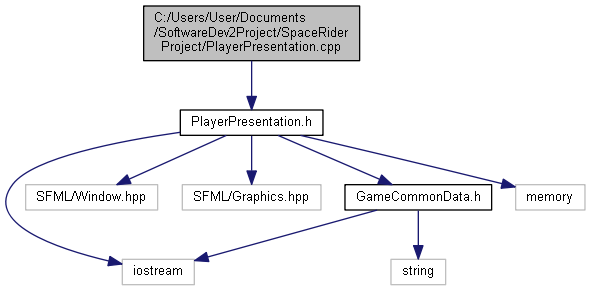 C:/Users/User/Documents
/SoftwareDev2Project/SpaceRider
Project/PlayerPresentation.cpp
PlayerPresentation.h
SFML/Window.hpp
SFML/Graphics.hpp
GameCommonData.h
memory
iostream
string